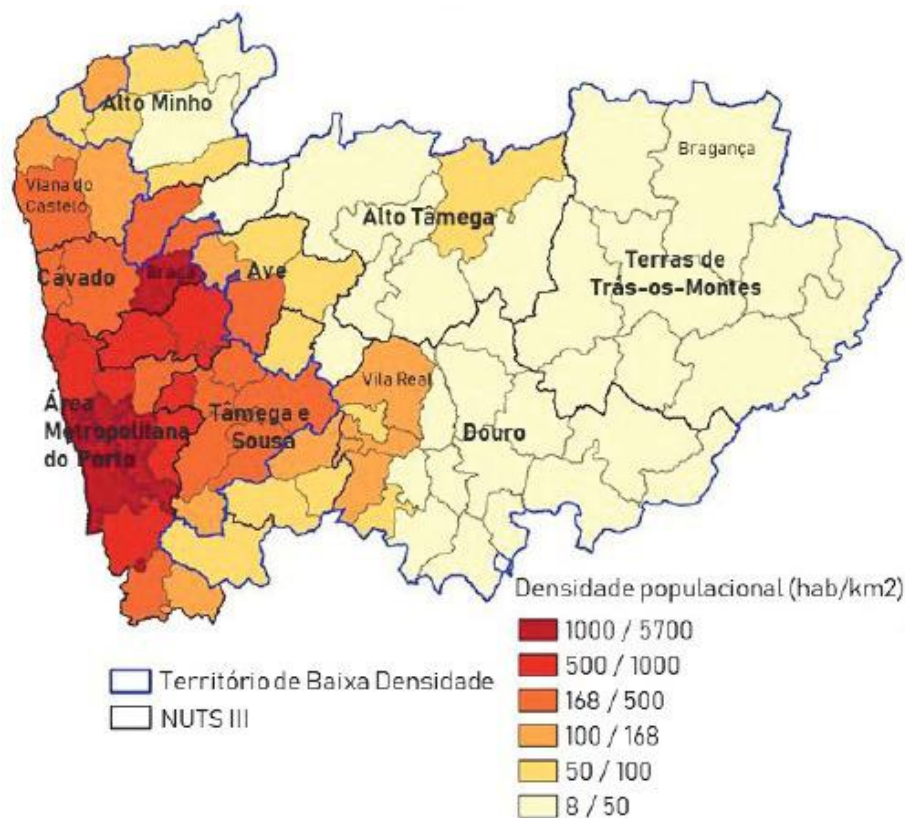 Alto Minho
Bragança
Viana do
Castelo
Alto Tâmega
Cávado
Braga
Ave
Terras de
Trás-os-Montes
Vila Real
Área
Metropolitana
do Porto
Tâmega e
Sousa
Douro
Densidade populacional (hab/km2)
1000 / 5700
500 / 1000
168 / 500
100 / 168
50 / 100
8 / 50
Território de Baixa Densidade
NUTS III